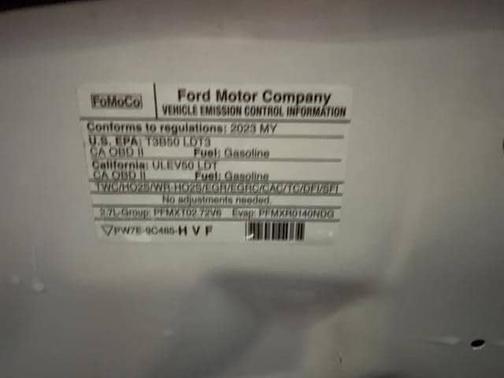 FoMoCo
Ford Motor Company
VEHICLE EMISSION CONTROL INFORMATION
Conforms to regulations: 2023 MY
U.S. EPA: T3B50 LDT3
CA OBD II Fuel: Gasoline
California: ULEV50 LDT
CA OBD II Fuel: Gasoline
TWC/HO2S/WR-HO2S/EGR/EGRC/CAC/TC/DFI/SFI
No adjustments needed.
2.7L-Group: PFMXT02.72V6 Evap: PFMXR0140NDG
PW7E-9C485-HVF